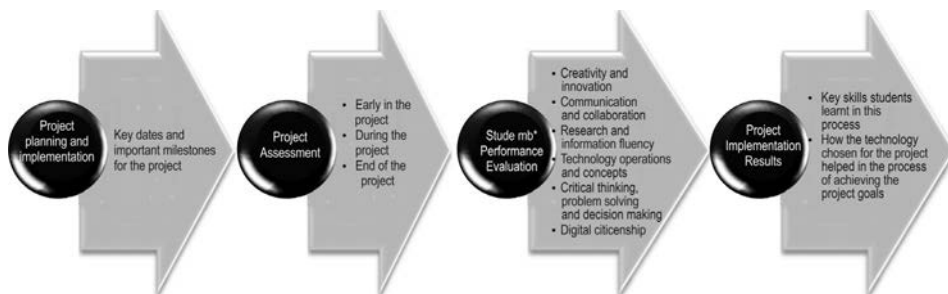 Project
planning and
implementation
Key dates and
important milestones
for the project
Project
Assessment
• Early in the
project
• During the
project
• End of the
project
Stude mb*
Performance
Evaluation
• Creativity and
innovation
• Communication
and collaboration
• Research and
information fluency
• Technology operations
and concepts
• Critical thinking,
problem solving
and decision making
• Digital citicenship
Project
Implementation
Results
• Key skills students
learnt in this
process
• How the technology
chosen for the project
helped in the process
of achieving the
project goals